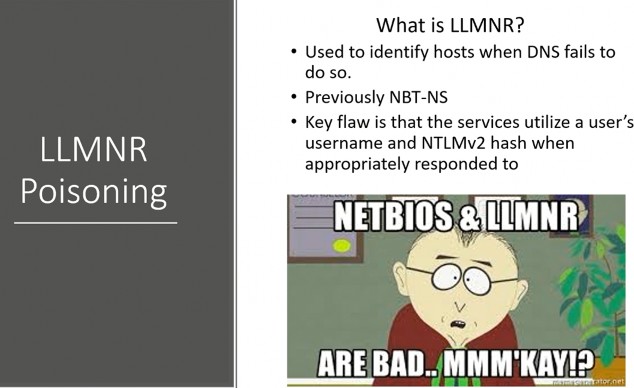 LLMNR
Poisoning
What is LLMNR?
• Used to identify hosts when DNS fails to
do so.
• Previously NBT-NS
• Key flaw is that the services utilize a user's
username and NTLMv2 hash when
appropriately responded to
NETBIOS & LLMNR
ARE BAD.. MMM'KAY!?
memegenerator.net